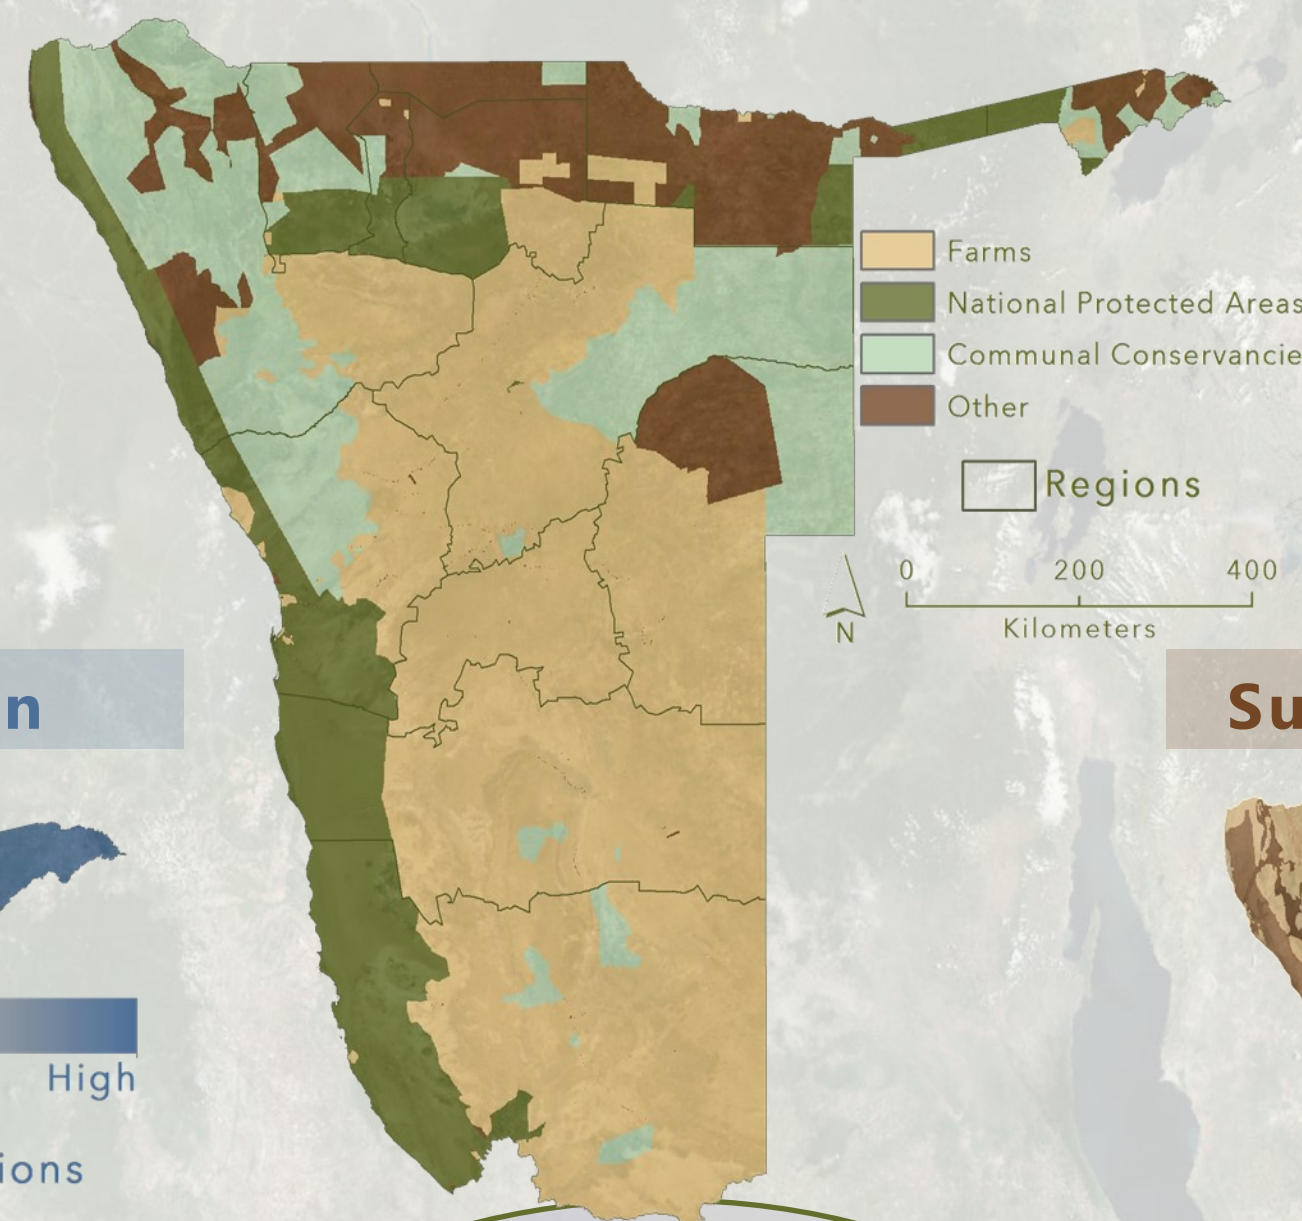 Farms
National Protected Areas
Communal Conservancie
Other
Regions
0 200 400
Kilometers
N
n
Su
High
ions